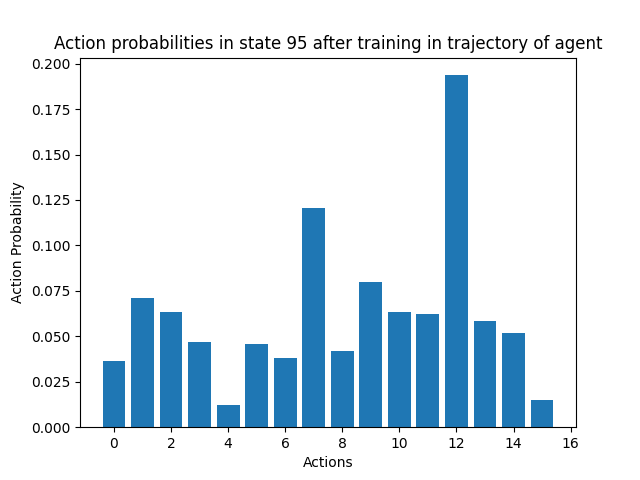 Action probabilities in state 95 after training in trajectory of agent
0.200
0.175
0.150
0.125
0.100
0.075
0.050
0.025
0.000
Action Probability
0 2 4 6 8 10 12 14 16
Actions